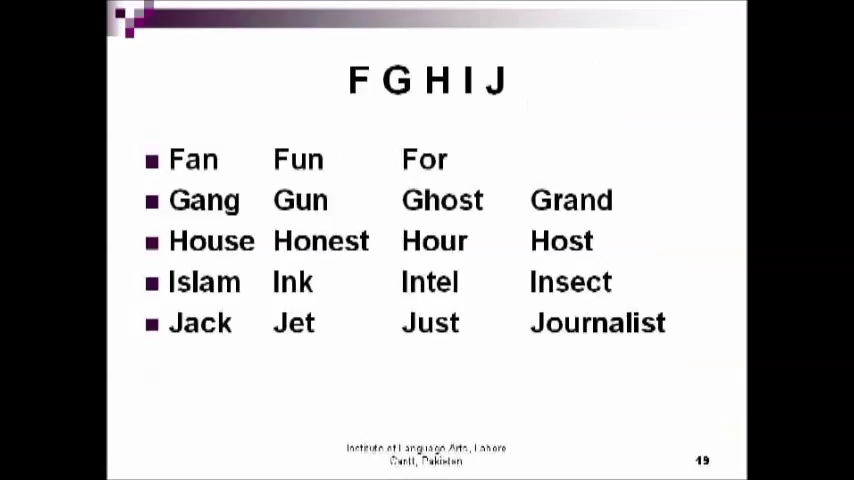 F G H I J
Fan Fun For
Gang Gun Ghost Grand
House Honest Hour Host
Islam Ink Intel Insect
Jack Jet Just Journalist
Institute of Language Arts, Lahore
Cantt, Pakistan
19